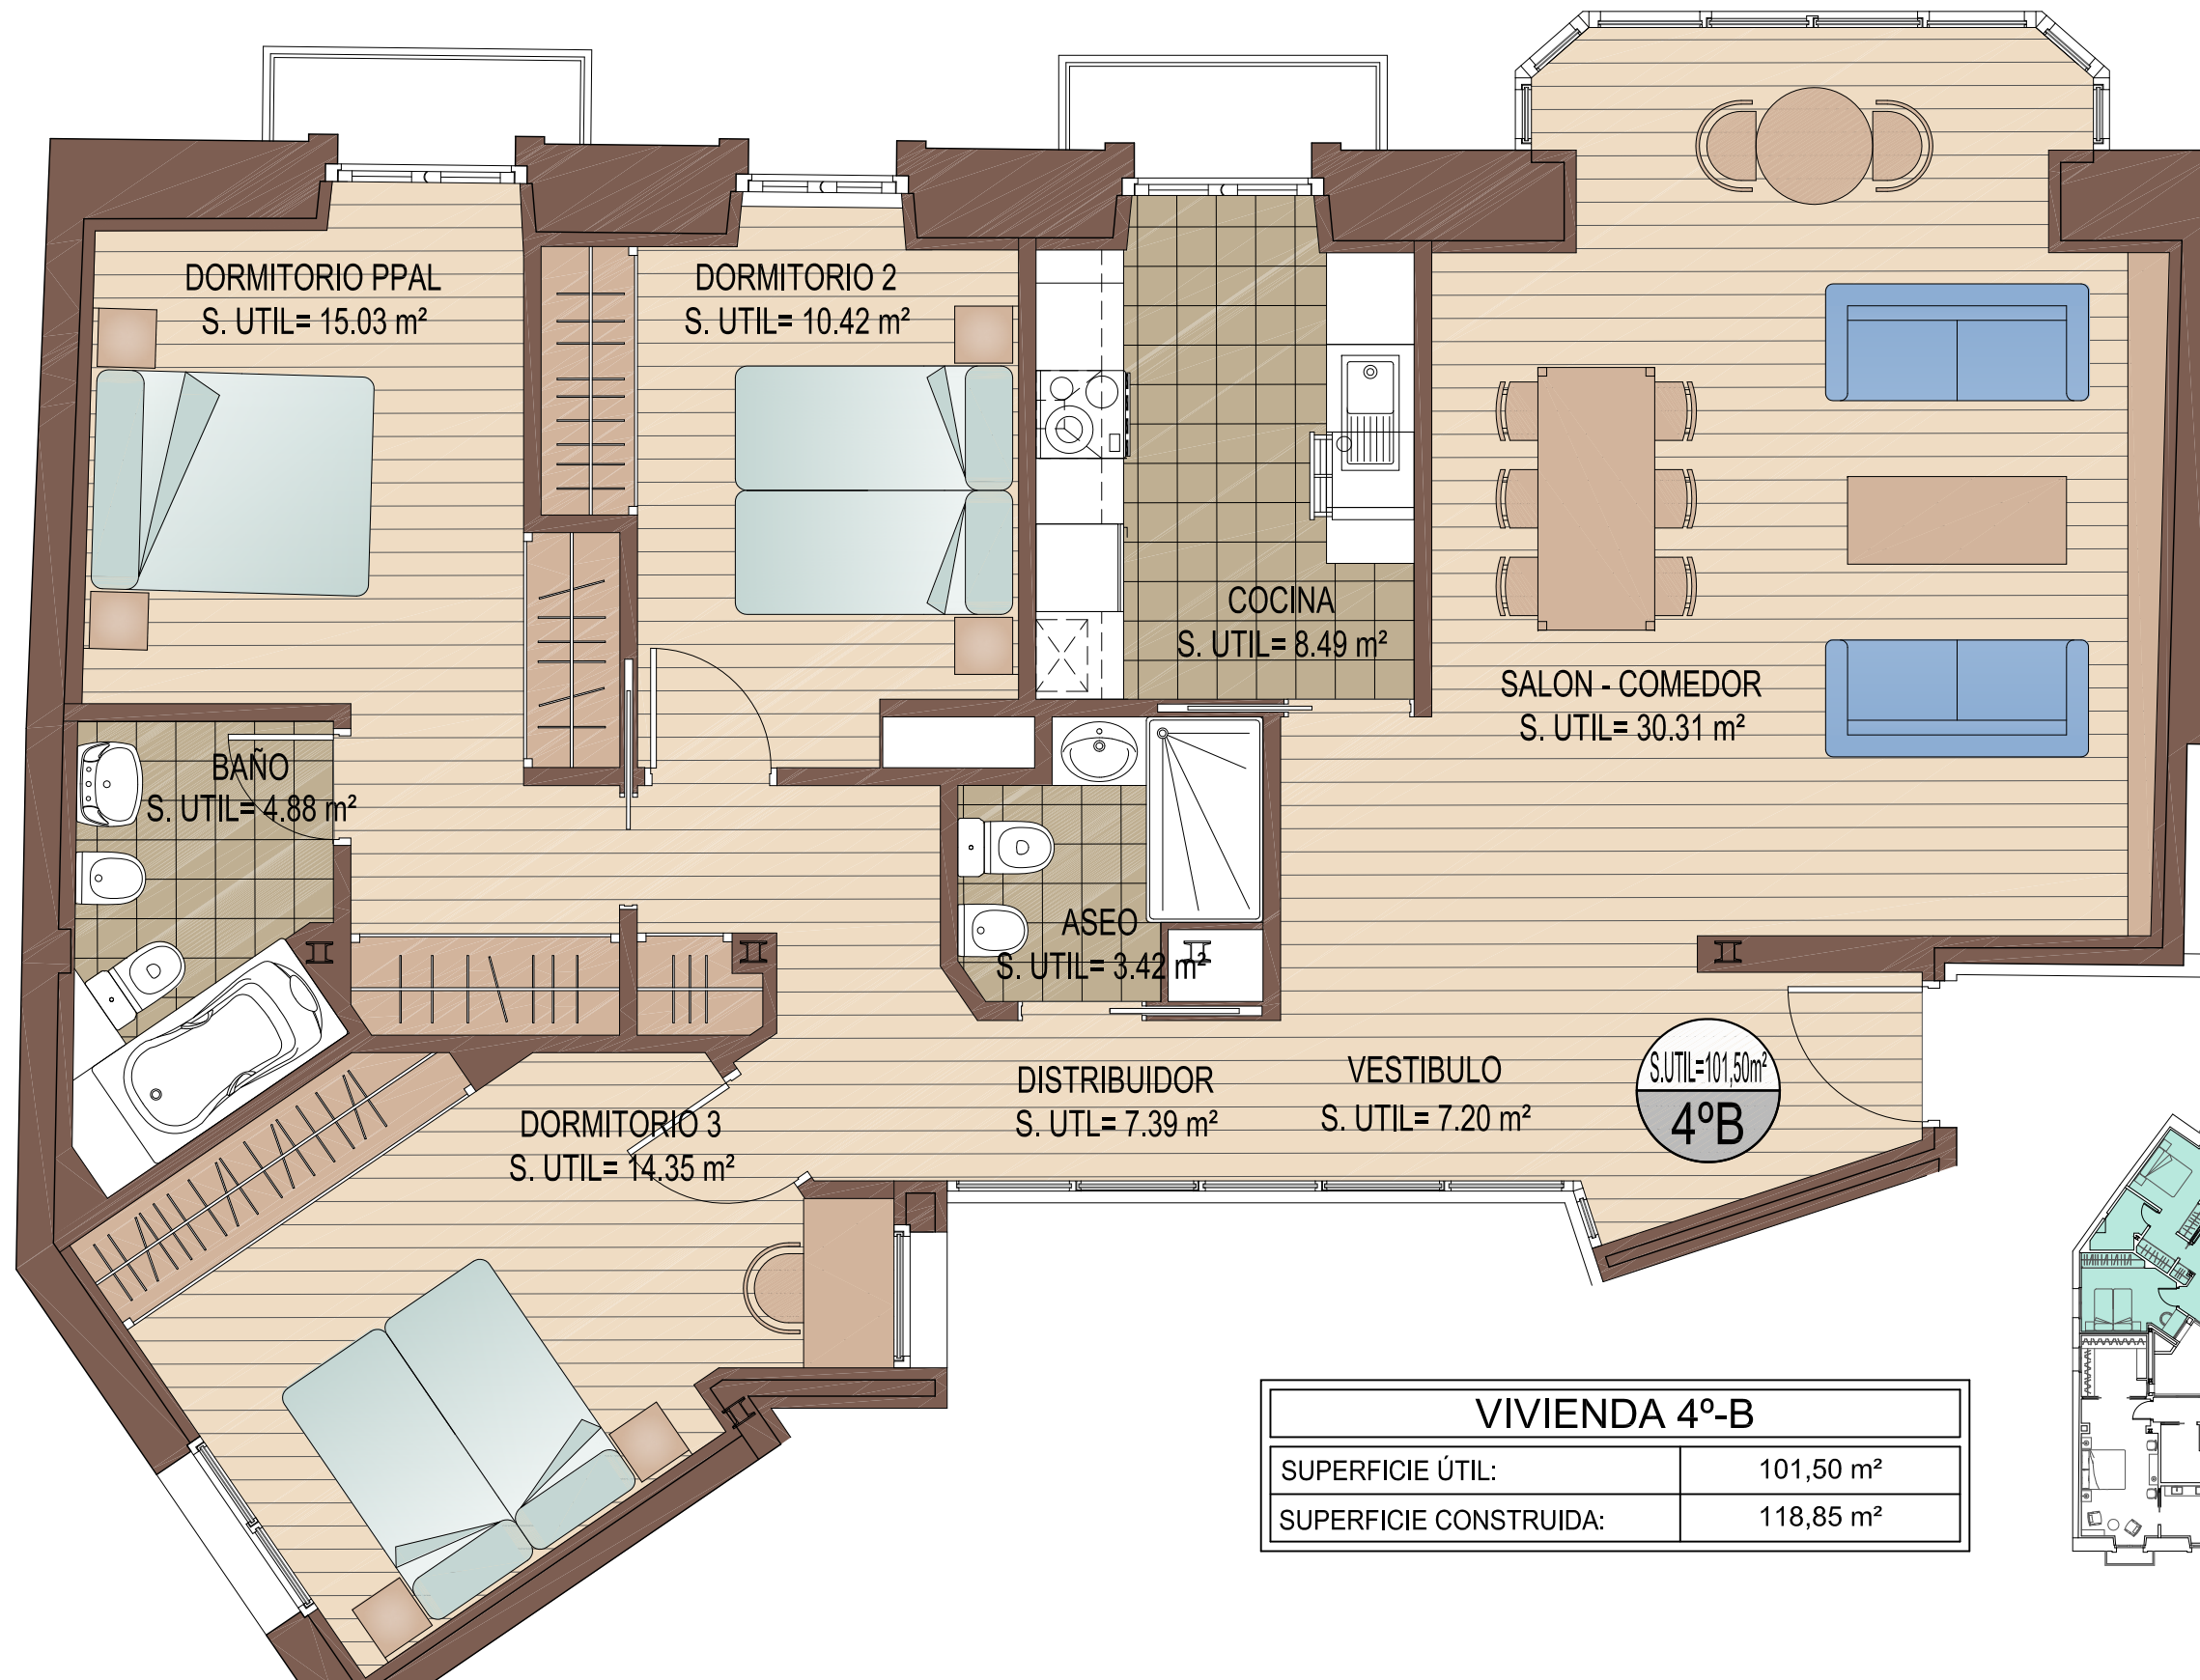 DORMITORIO PPAL
S. UTIL= 15.03 m²
DORMITORIO 2
S. UTIL= 10.42 m²
COCINA
S. UTIL= 8.49 m²
SALON - COMEDOR
S. UTIL= 30.31 m²
BAÑO
S. UTIL= 4.88 m²
ASEO
S. UTIL= 3.42 m²
DISTRIBUIDOR
S. UTL= 7.39 m²
VESTIBULO
S. UTIL= 7.20 m²
S.UTIL=101,50m²
4ºB
DORMITORIO 3
S. UTIL= 14.35 m²
VIVIENDA 4º-B
SUPERFICIE ÚTIL: 101,50 m²
SUPERFICIE CONSTRUIDA: 118,85 m²